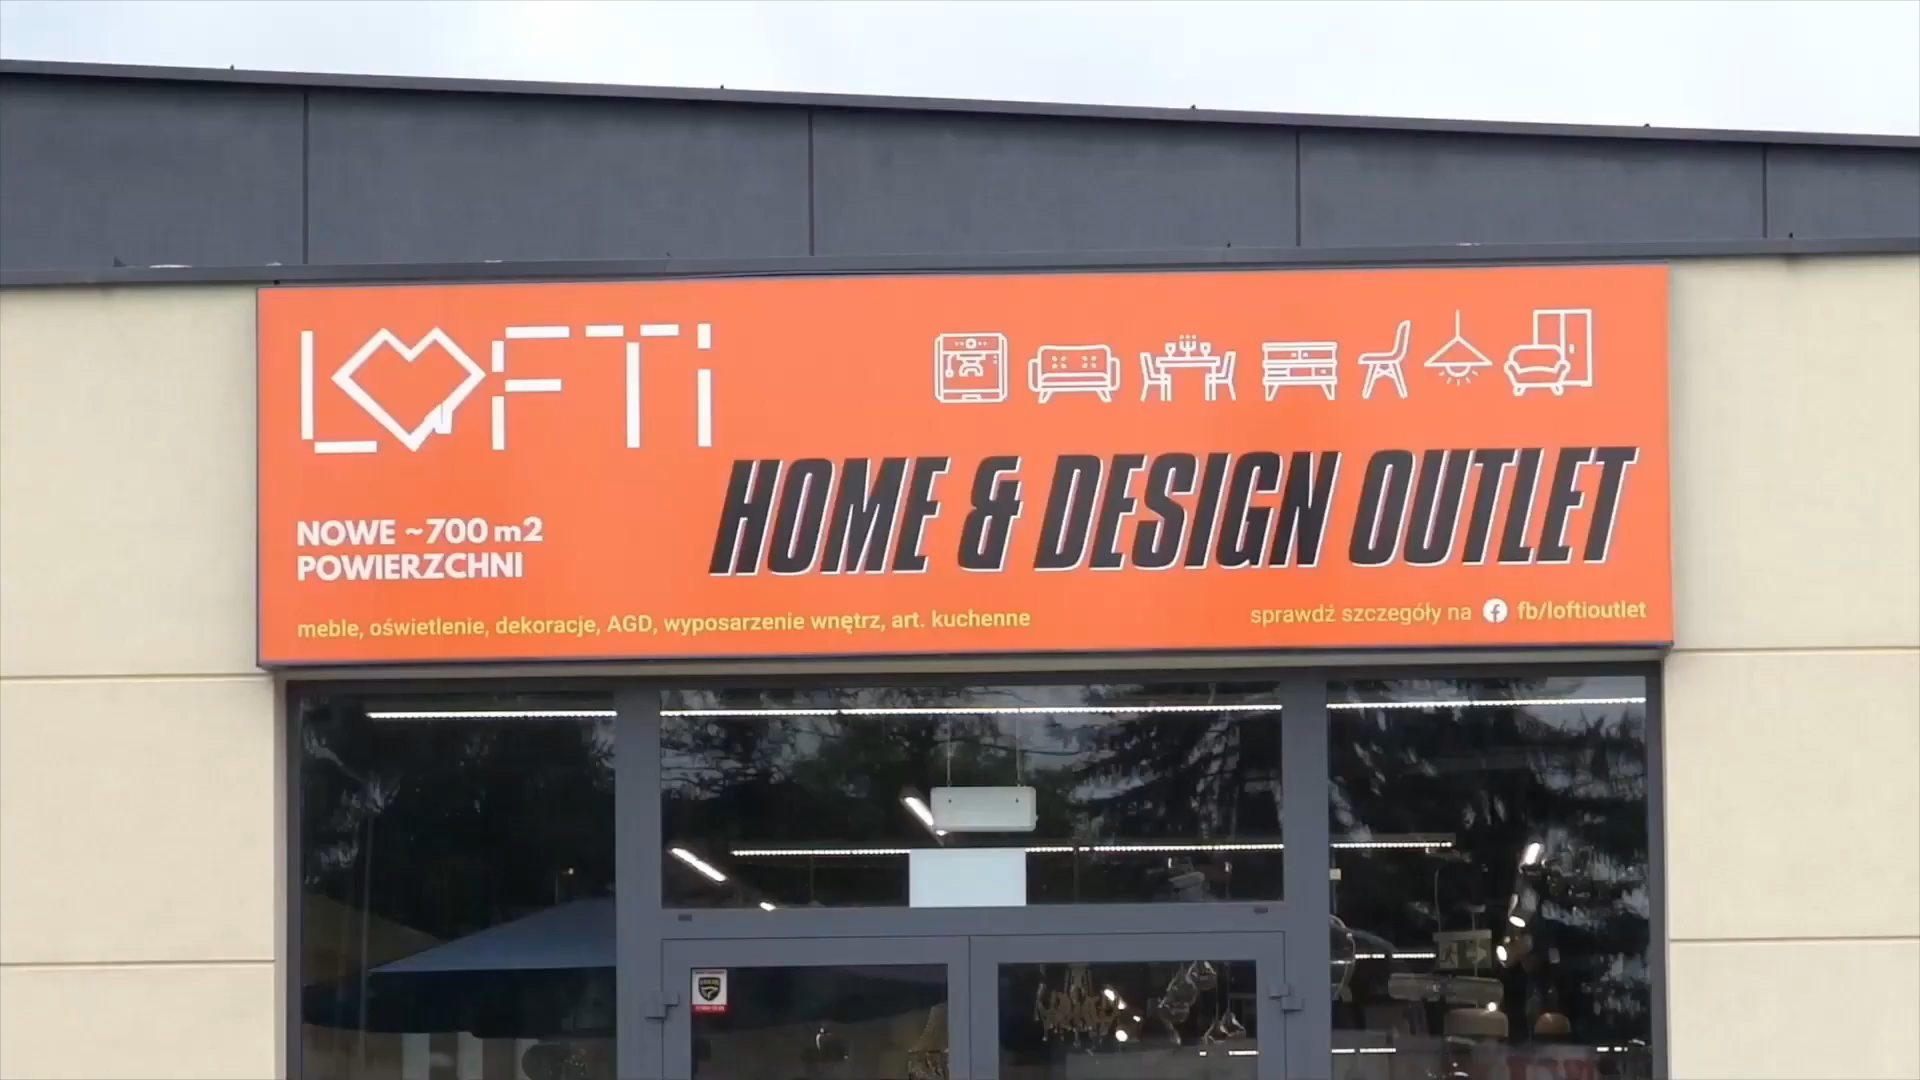 LOFTi
HOME & DESIGN OUTLET
NOWE ~700 m2
POWIERZCHNI
meble, oświetlenie, dekoracje, AGD, wyposarzenie wnętrz, art. kuchenne
sprawdź szczegóły na fb/loftioutlet